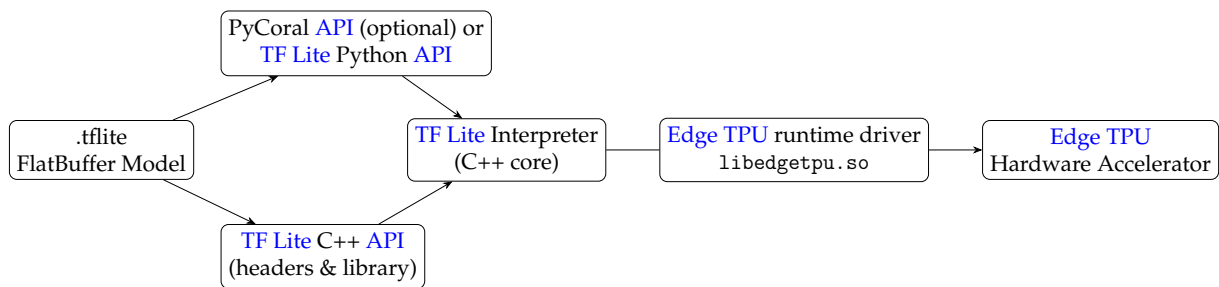 PyCoral API (optional) or
TF Lite Python API
.tflite
FlatBuffer Model
TF Lite Interpreter
(C++ core)
Edge TPU runtime driver
libedgetpu.so
Edge TPU
Hardware Accelerator
TF Lite C++ API
(headers & library)